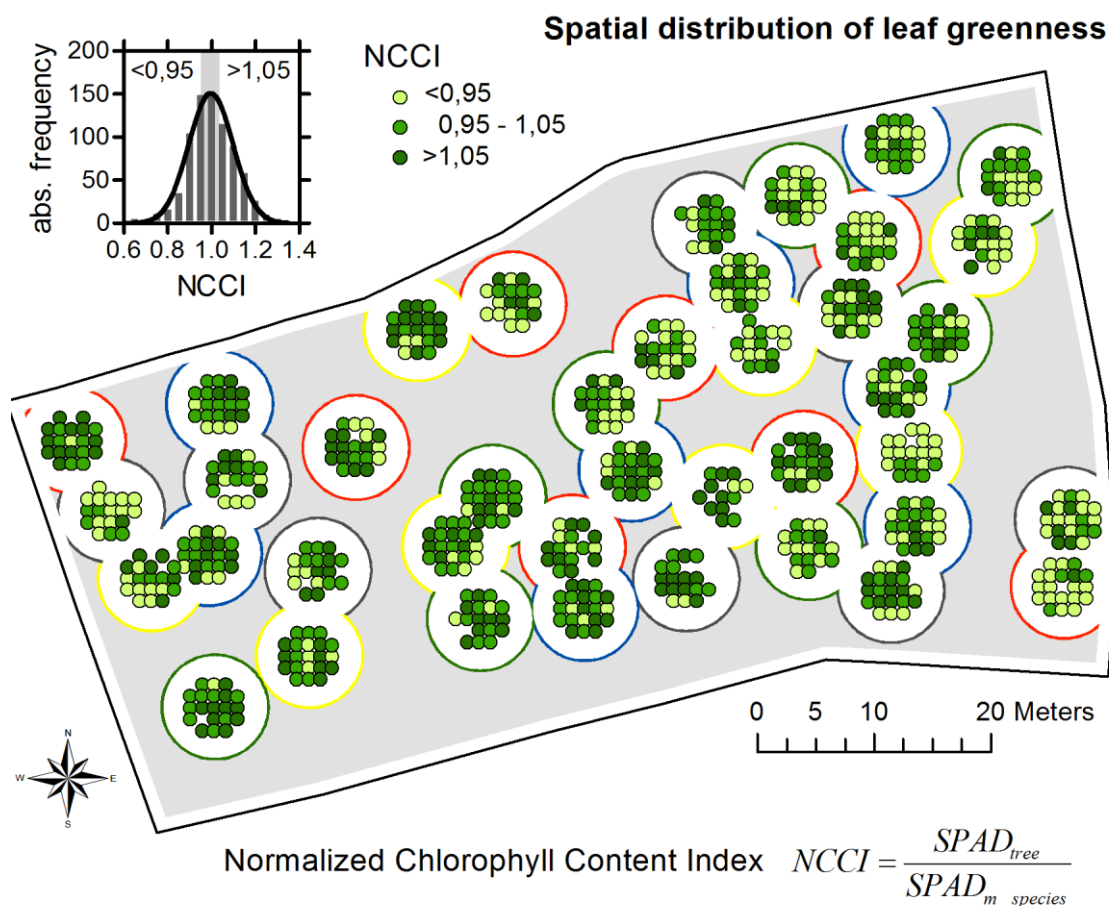 Spatial distribution of leaf greenness
200
150
100
50
0
abs. frequency
<0,95 >1,05
0.6 0.8 1.0 1.2 1.4
NCCI
NCCI
<0,95
0,95 - 1,05
>1,05
0 5 10 20 Meters
N
W E
S
Normalized Chlorophyll Content Index NCCI = SPAD_tree / SPAD_m species